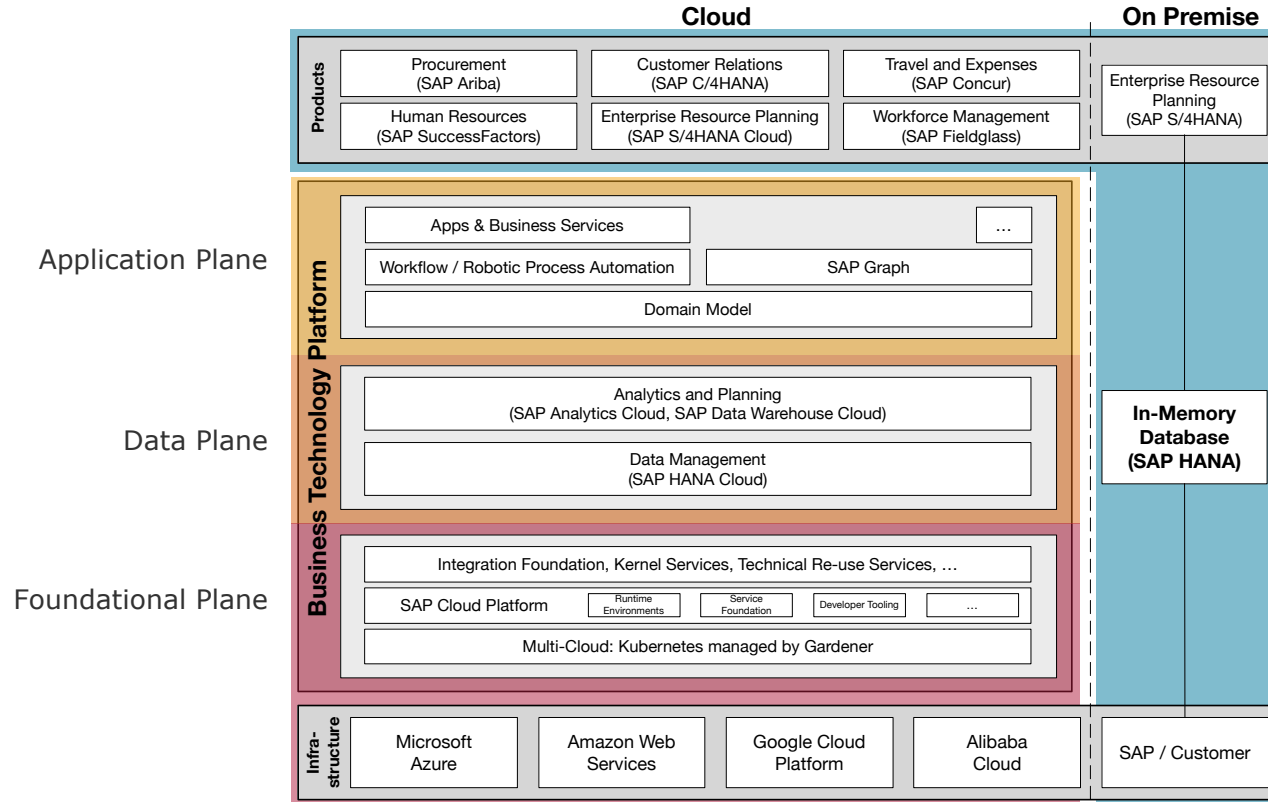 Cloud
On Premise
Products
Procurement
(SAP Ariba)
Customer Relations
(SAP C/4HANA)
Travel and Expenses
(SAP Concur)
Enterprise Resource
Planning
(SAP S/4HANA)
Human Resources
(SAP SuccessFactors)
Enterprise Resource Planning
(SAP S/4HANA Cloud)
Workforce Management
(SAP Fieldglass)
Business Technology Platform
Application Plane
Apps & Business Services
…
Workflow / Robotic Process Automation
SAP Graph
Domain Model
Data Plane
Analytics and Planning
(SAP Analytics Cloud, SAP Data Warehouse Cloud)
Data Management
(SAP HANA Cloud)
In-Memory
Database
(SAP HANA)
Foundational Plane
Integration Foundation, Kernel Services, Technical Re-use Services, …
SAP Cloud Platform
Runtime
Environments
Service
Foundation
Developer Tooling
…
Multi-Cloud: Kubernetes managed by Gardener
Infra-
structure
Microsoft
Azure
Amazon Web
Services
Google Cloud
Platform
Alibaba
Cloud
SAP / Customer